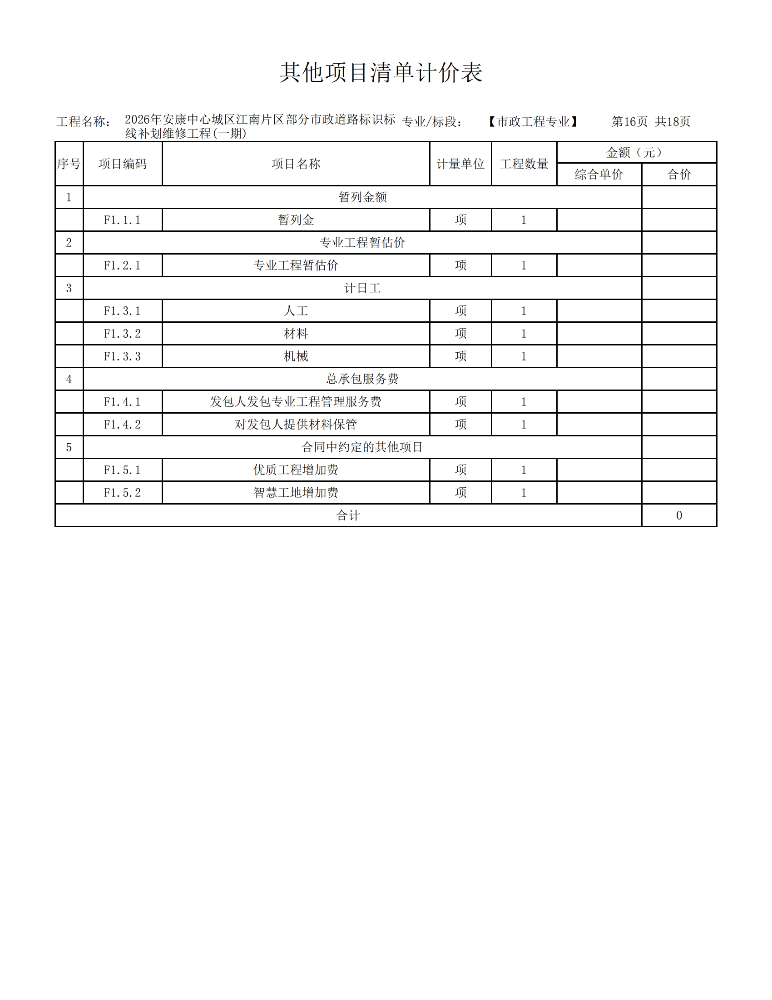 其他项目清单计价表
工程名称： 2026年安康中心城区江南片区部分市政道路标识标线补划维修工程(一期) 专业/标段： 【市政工程专业】 第16页 共18页
序号 项目编码 项目名称 计量单位 工程数量 金额（元）
综合单价 合价
1 暂列金额
F1.1.1 暂列金 项 1
2 专业工程暂估价
F1.2.1 专业工程暂估价 项 1
3 计日工
F1.3.1 人工 项 1
F1.3.2 材料 项 1
F1.3.3 机械 项 1
4 总承包服务费
F1.4.1 发包人发包专业工程管理服务费 项 1
F1.4.2 对发包人提供材料保管 项 1
5 合同中约定的其他项目
F1.5.1 优质工程增加费 项 1
F1.5.2 智慧工地增加费 项 1
合计 0